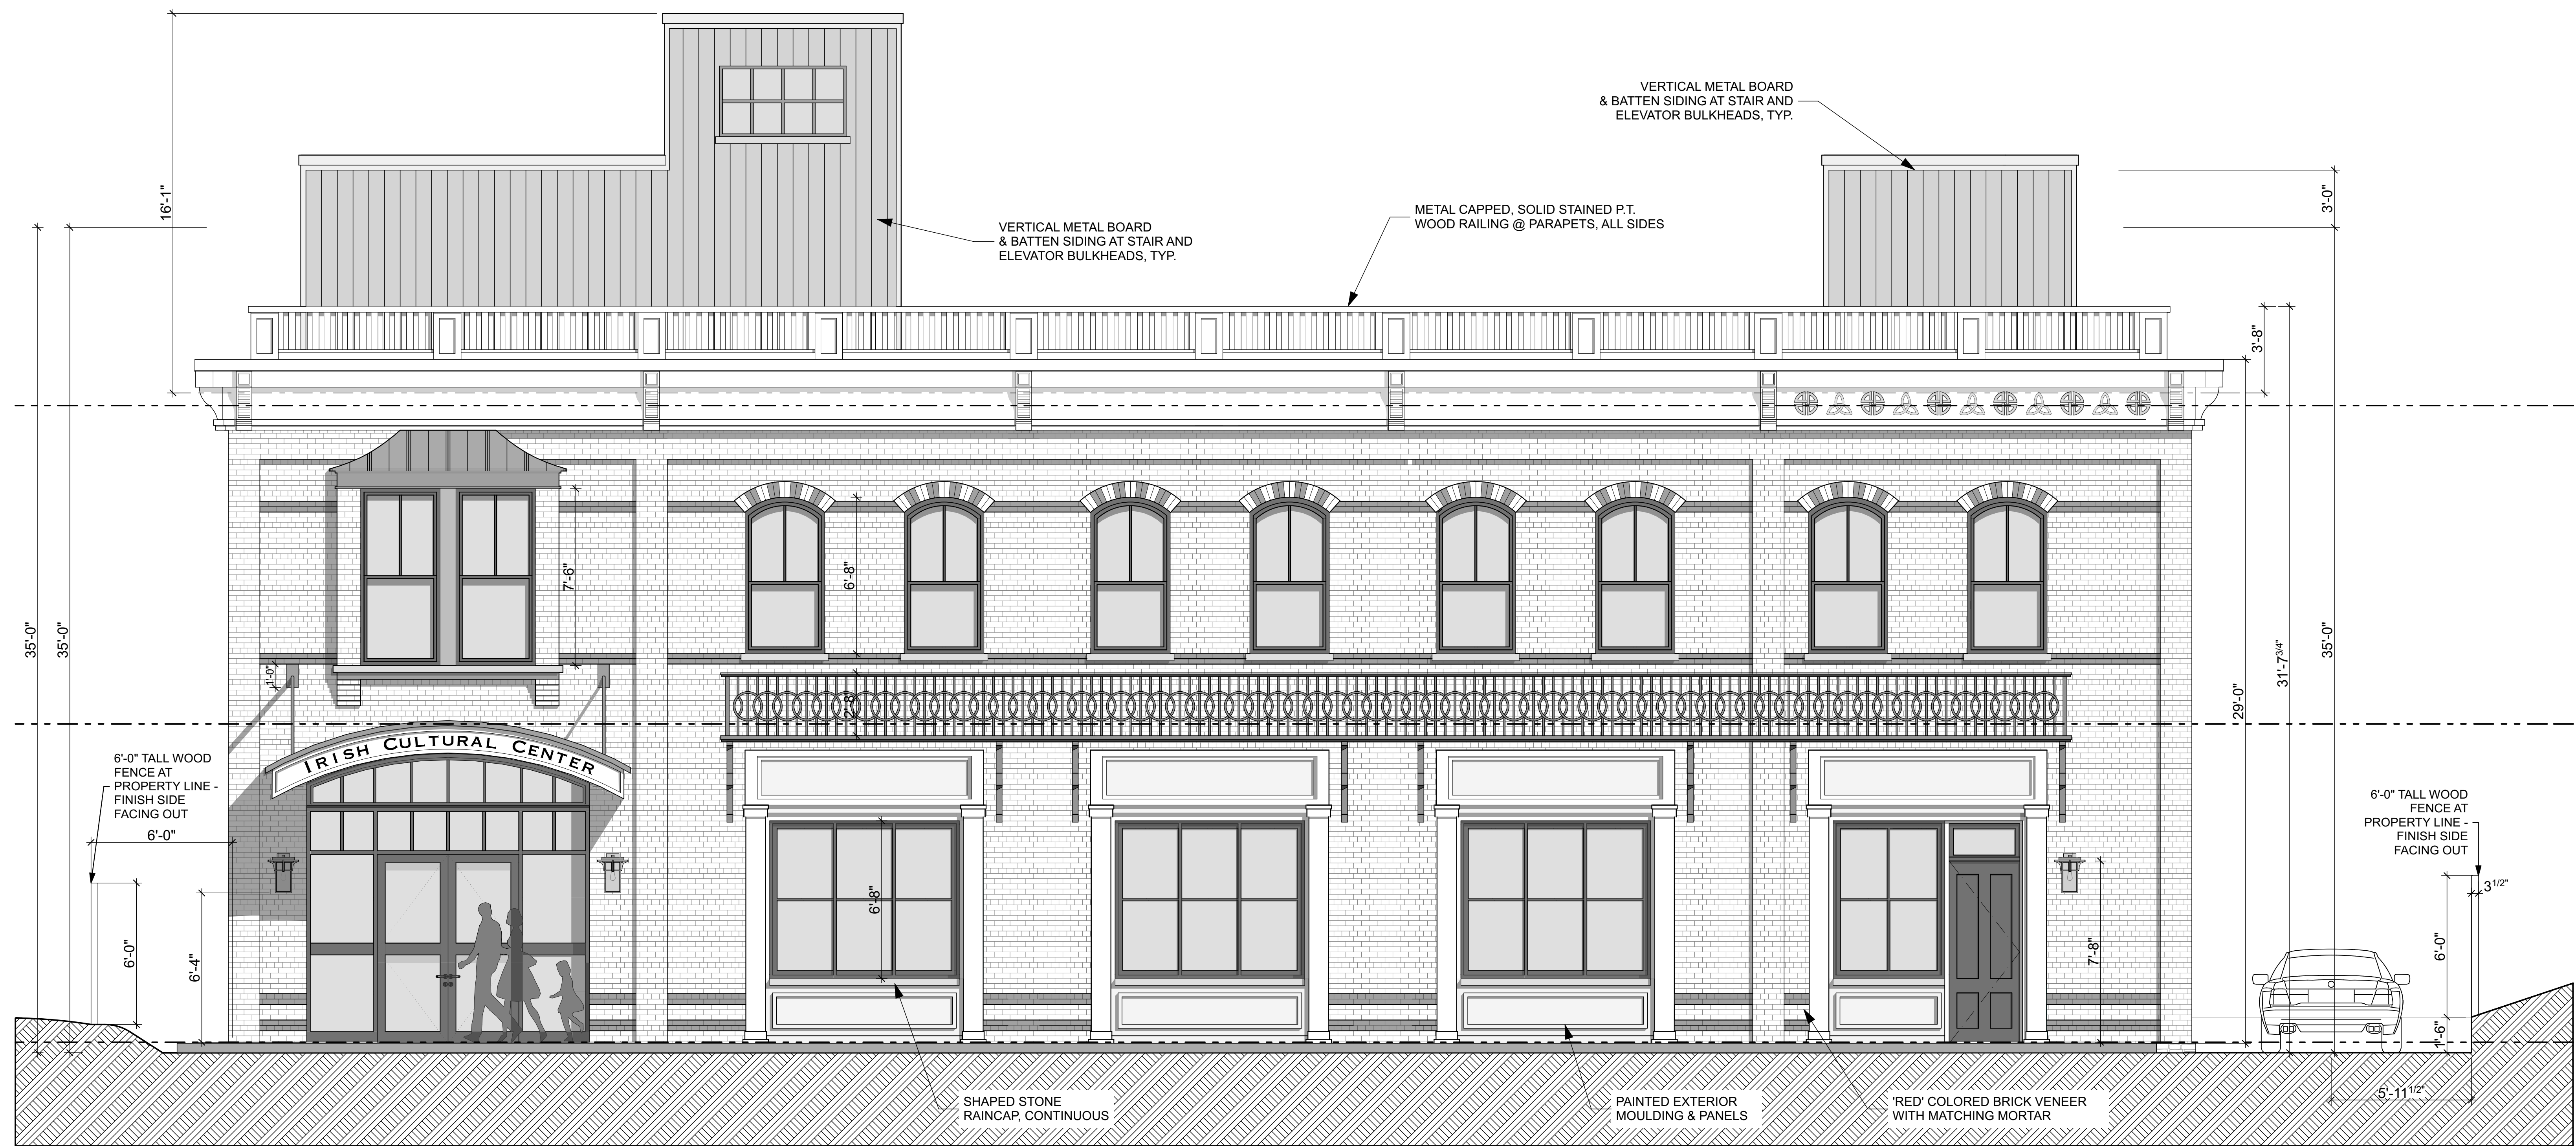 VERTICAL METAL BOARD
& BATTEN SIDING AT STAIR AND
ELEVATOR BULKHEADS, TYP.
16'-1"
METAL CAPPED, SOLID STAINED P.T.
WOOD RAILING @ PARAPETS, ALL SIDES
3'-0"
VERTICAL METAL BOARD
& BATTEN SIDING AT STAIR AND
ELEVATOR BULKHEADS, TYP.
3'-8"
7'-6"
6'-8"
35'-0"
35'-0"
1'-0"
2'-8"
29'-0"
31'-7 3/4"
35'-0"
IRISH CULTURAL CENTER
6'-0" TALL WOOD
FENCE AT
PROPERTY LINE -
FINISH SIDE
FACING OUT
6'-0"
6'-0" TALL WOOD
FENCE AT
PROPERTY LINE -
FINISH SIDE
FACING OUT
3 1/2"
6'-8"
6'-0"
6'-4"
7'-8"
6'-0"
1'-6"
5'-11 1/2"
SHAPED STONE
RAINCAP, CONTINUOUS
PAINTED EXTERIOR
MOULDING & PANELS
'RED' COLORED BRICK VENEER
WITH MATCHING MORTAR